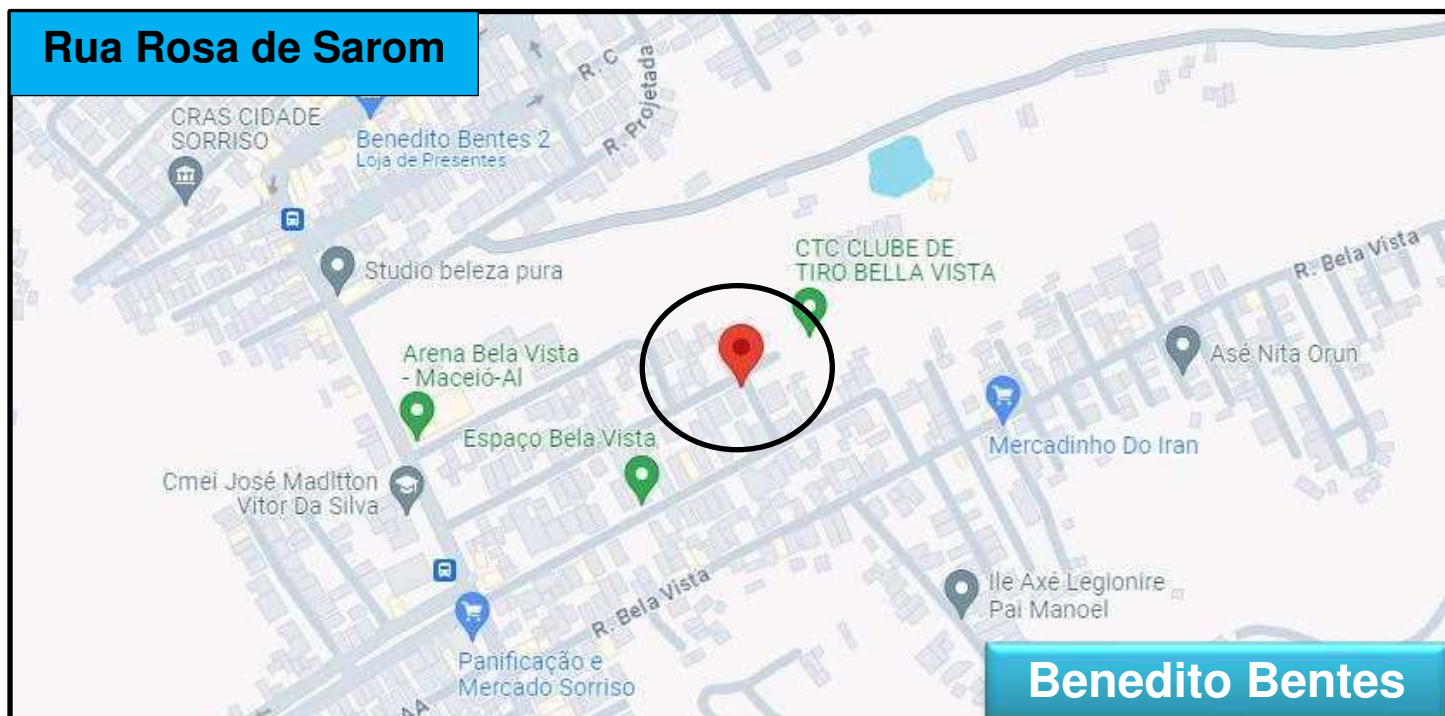 Rua Rosa de Sarom
R. C
R. Projetada
CRAS CIDADE
SORRISO
Benedito Bentes 2
Loja de Presentes
Studio beleza pura
CTC CLUBE DE
TIRO BELLA VISTA
R. Bela Vista
Arena Bela Vista
- Maceió-Al
Asé Nita Orun
Espaço Bela Vista
Mercadinho Do Iran
Cmei José Madltton
Vitor Da Silva
R. Bela Vista
Ile Axé Legionire
Pai Manoel
Panificação e
Mercado Sorriso
AA
Benedito Bentes